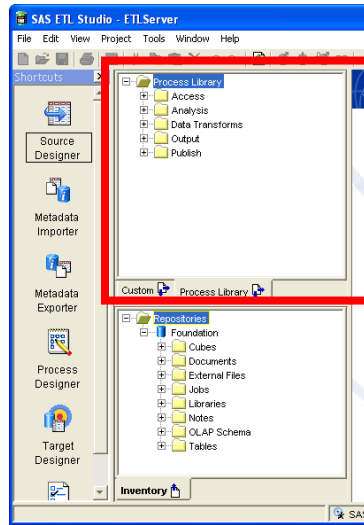 SAS ETL Studio - ETLServer
File Edit View Project Tools Window Help
Shortcuts
Source
Designer
Metadata
Importer
Metadata
Exporter
Process
Designer
Target
Designer
Process Library
Access
Analysis
Data Transforms
Output
Publish
Custom Process Library
Repositories
Foundation
Cubes
Documents
External Files
Jobs
Libraries
Notes
OLAP Schema
Tables
Inventory
SAS